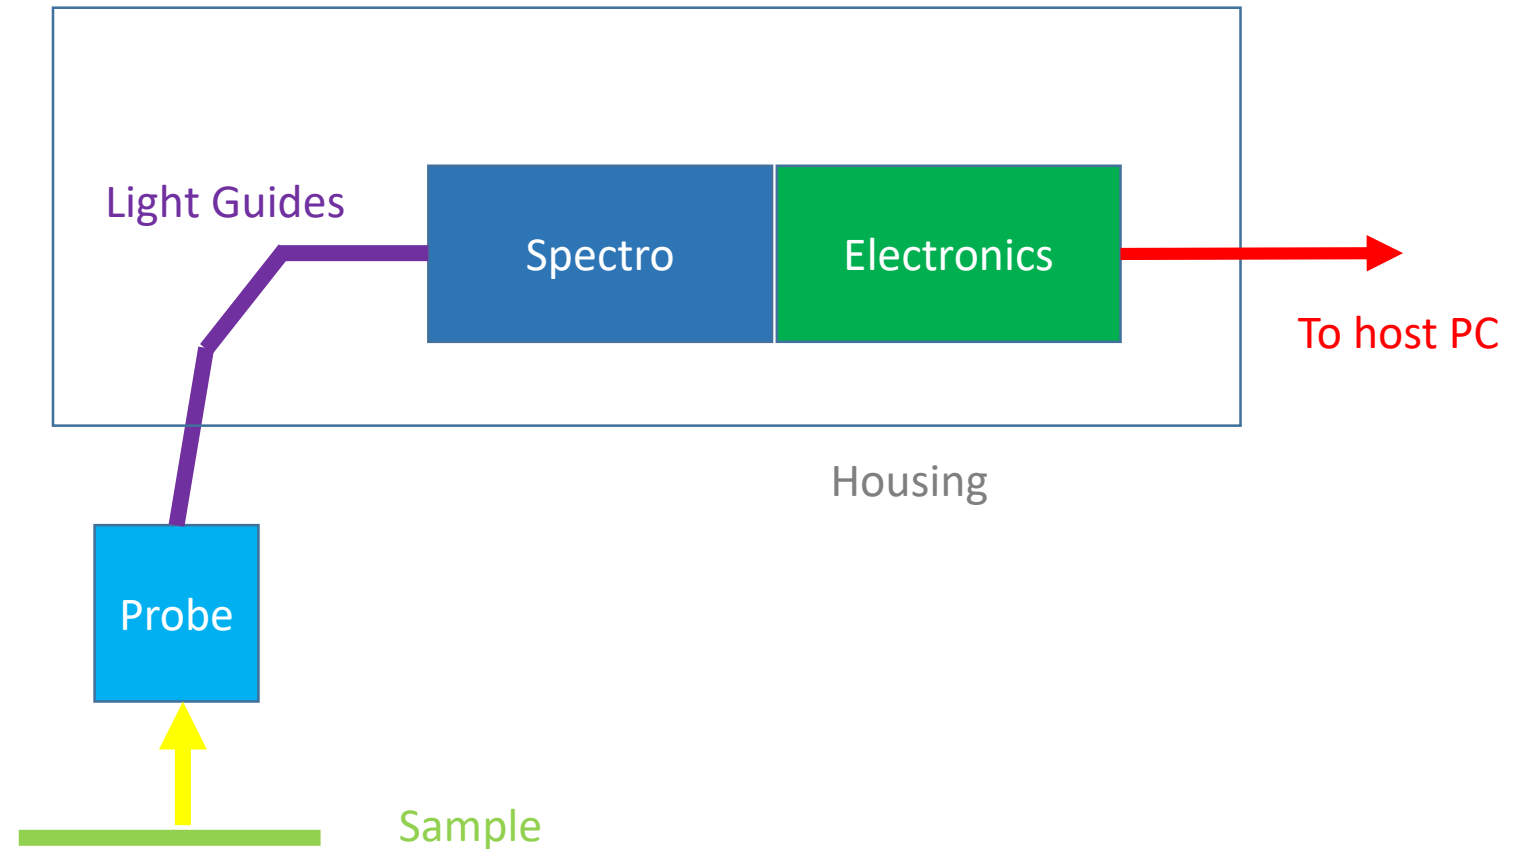 Light Guides
Spectro
Electronics
To host PC
Housing
Probe
Sample